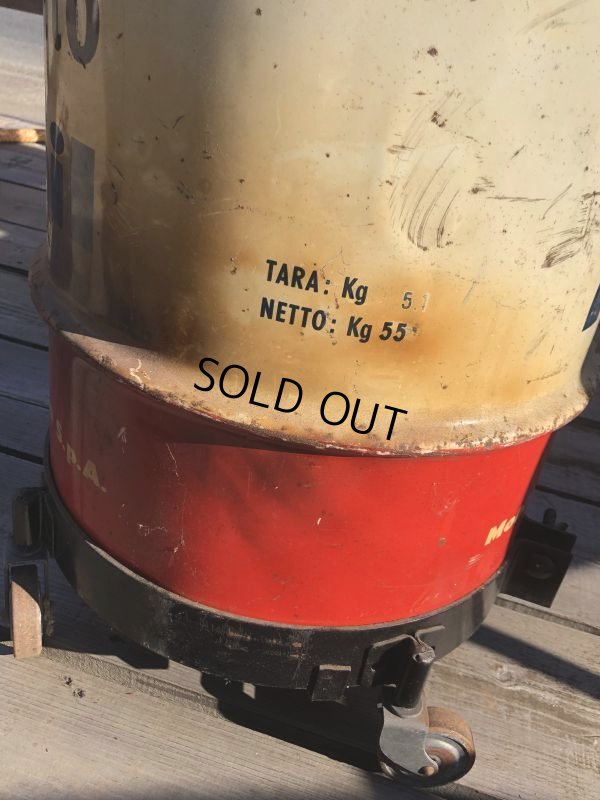 TARA: Kg 5.1
NETTO: Kg 55
SOLD OUT
S.p.A.